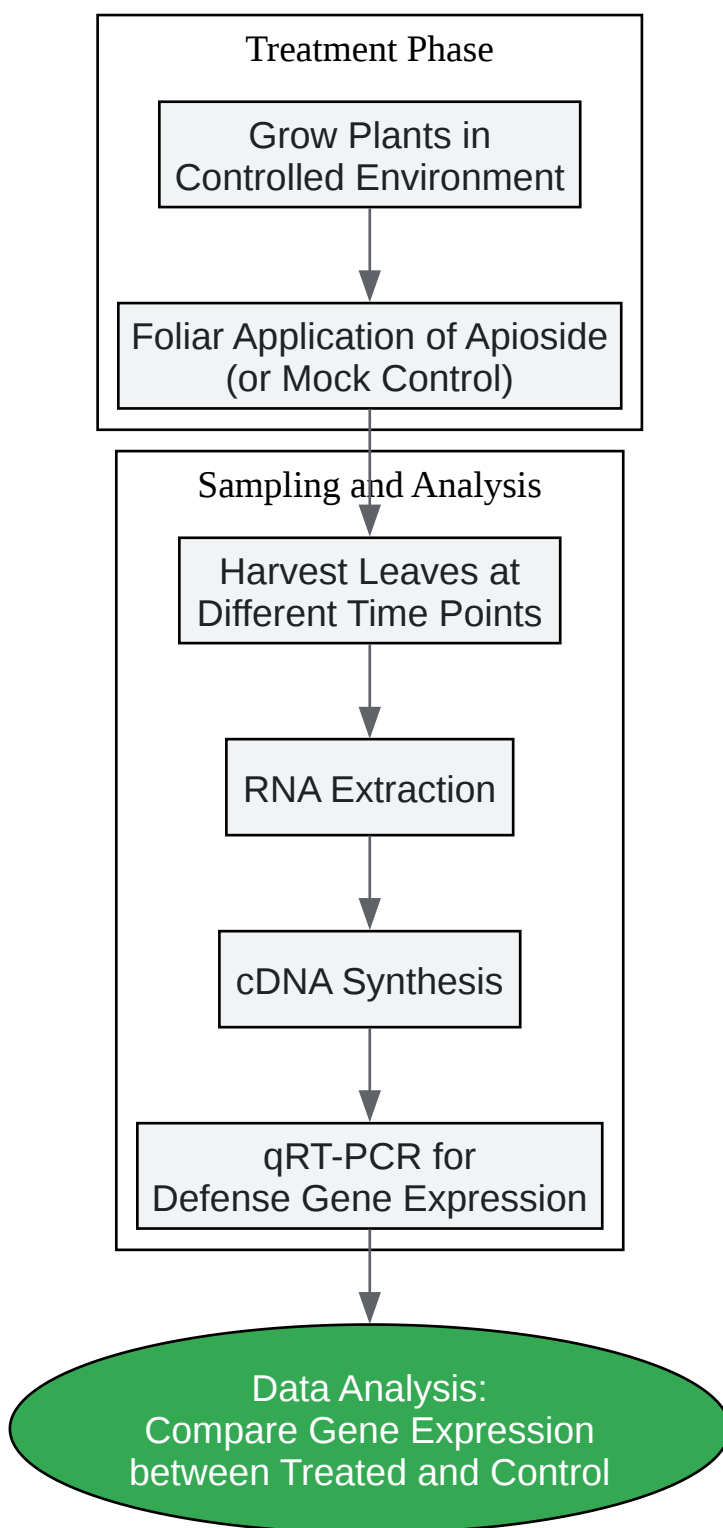 Treatment Phase
Grow Plants in
Controlled Environment
Foliar Application of Apioside
(or Mock Control)
Sampling and Analysis
Harvest Leaves at
Different Time Points
RNA Extraction
cDNA Synthesis
qRT-PCR for
Defense Gene Expression
Data Analysis:
Compare Gene Expression
between Treated and Control